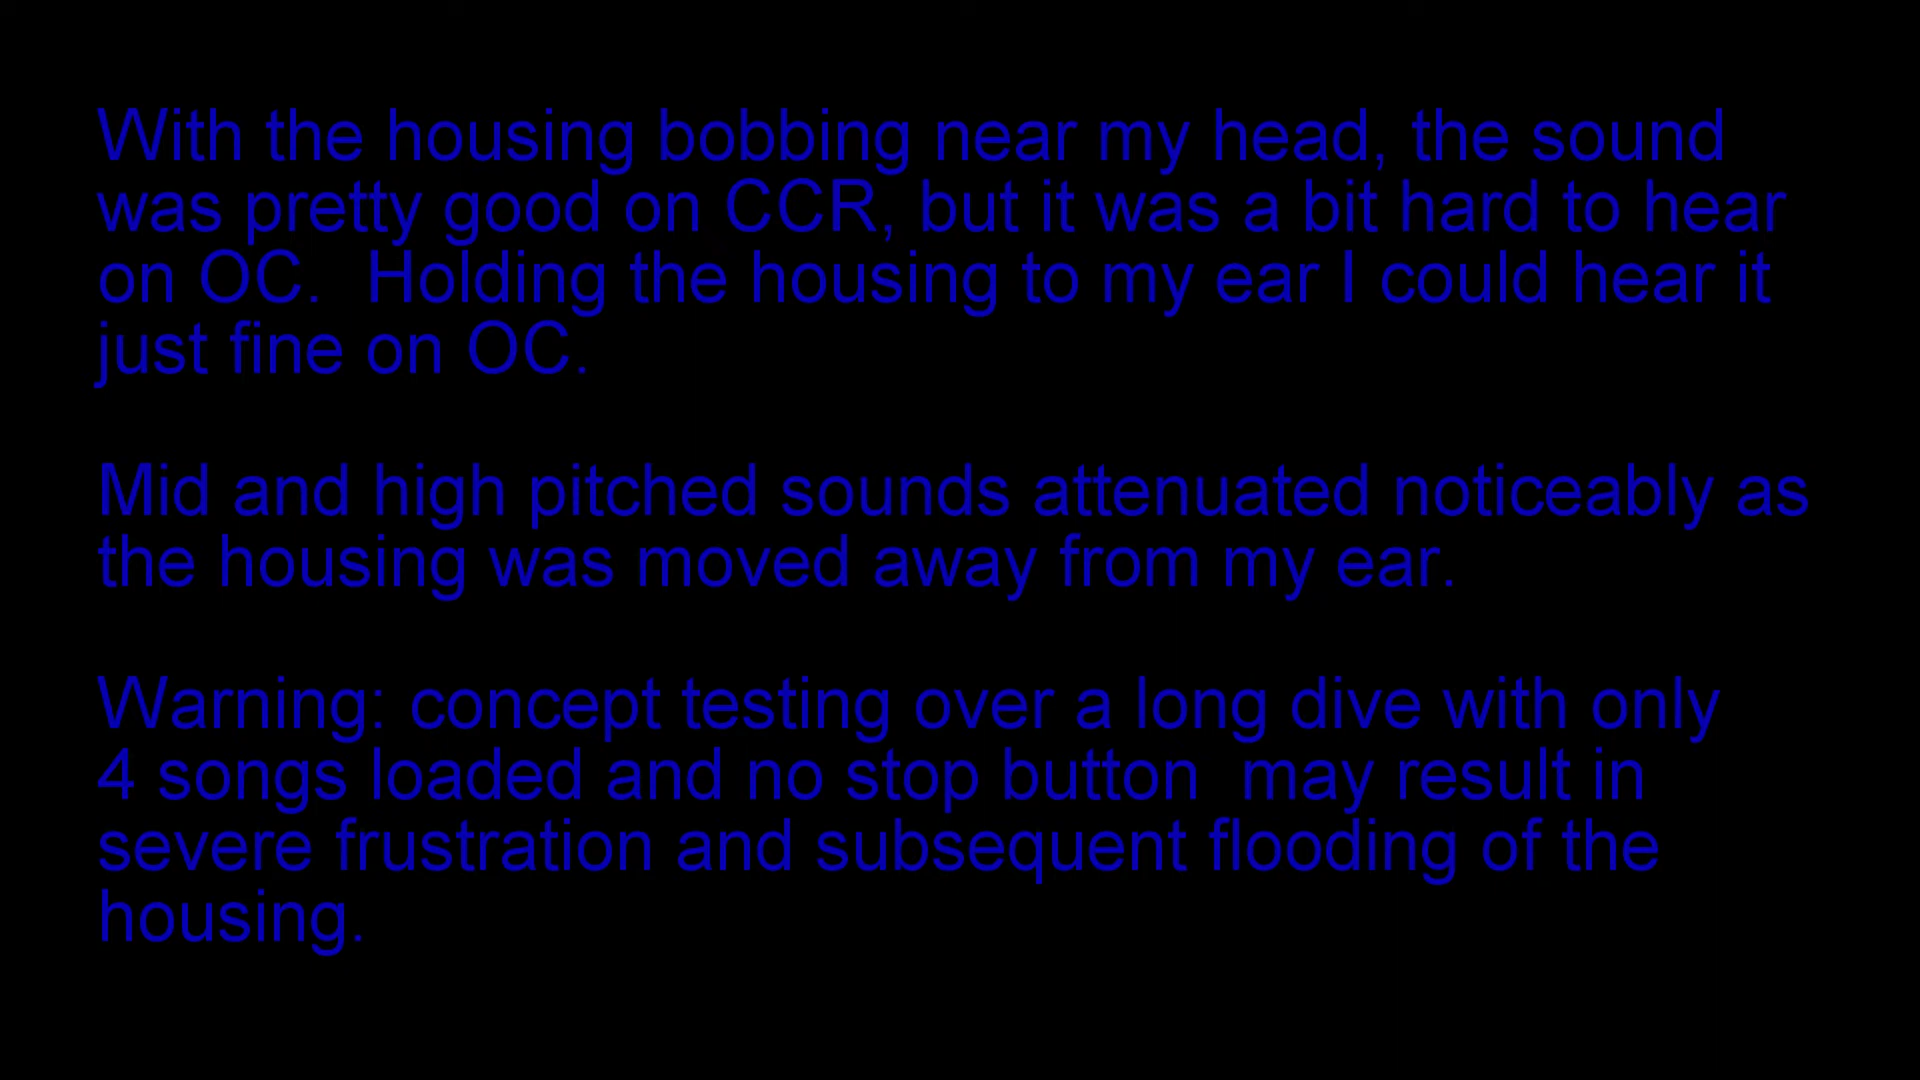 With the housing bobbing near my head, the sound
was pretty good on CCR, but it was a bit hard to hear
on OC.  Holding the housing to my ear I could hear it
just fine on OC.
Mid and high pitched sounds attenuated noticeably as
the housing was moved away from my ear.
Warning: concept testing over a long dive with only
4 songs loaded and no stop button  may result in
severe frustration and subsequent flooding of the
housing.